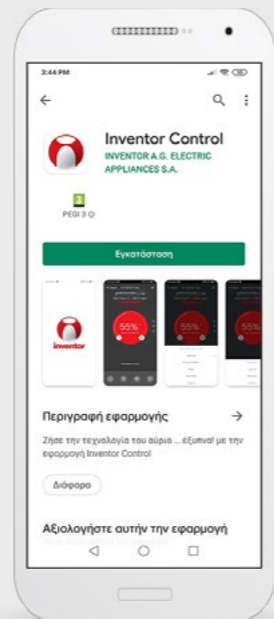 3:44 PM
Inventor Control
INVENTOR A.G. ELECTRIC
APPLIANCES S.A.
3
PEGI 3
Εγκατάσταση
inventor
55%
55%
55%
Περιγραφή εφαρμογής
Ζήσε την τεχνολογία του αύριο ... έξυπνα! με την
εφαρμογή Inventor Control
Διάφορα
Αξιολογήστε αυτήν την εφαρμογή